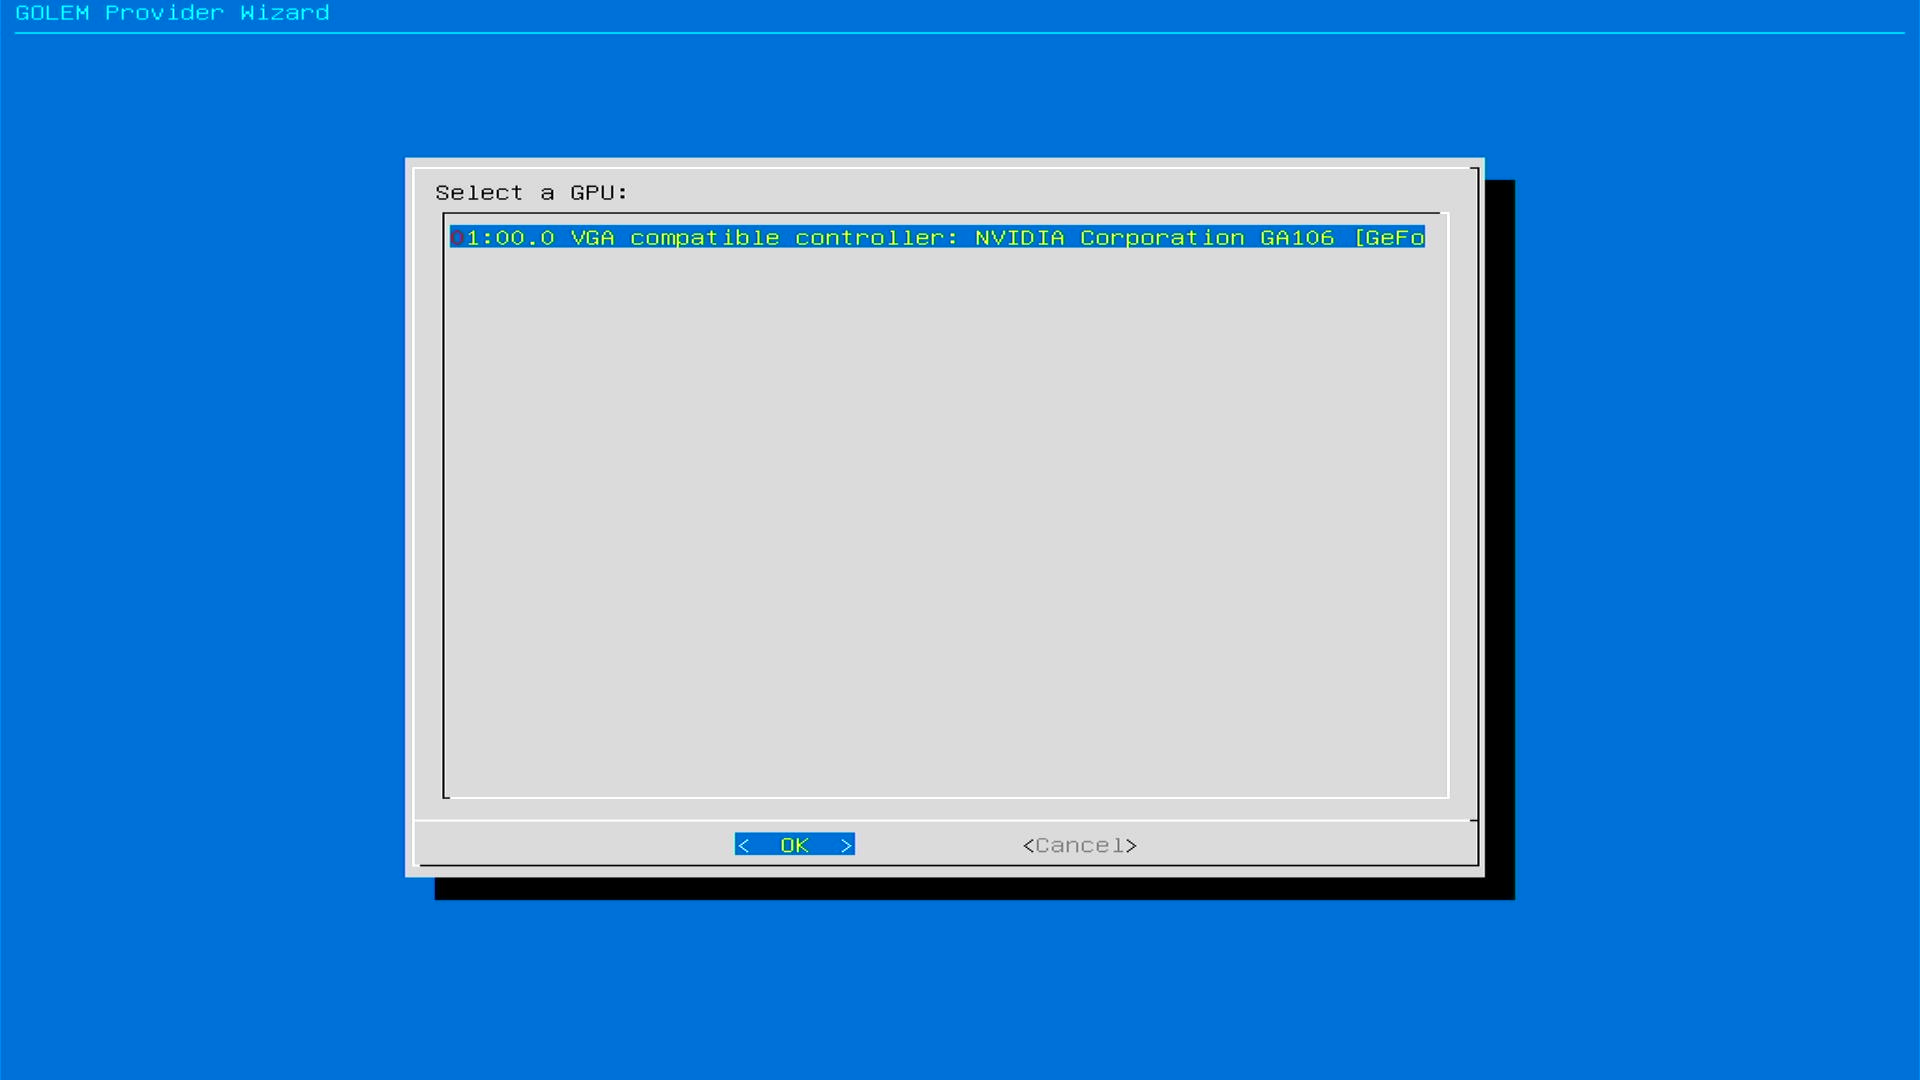 GOLEM Provider Wizard
Select a GPU:
01:00.0 VGA compatible controller: NVIDIA Corporation GA106 [GeFo
< OK > <Cancel>